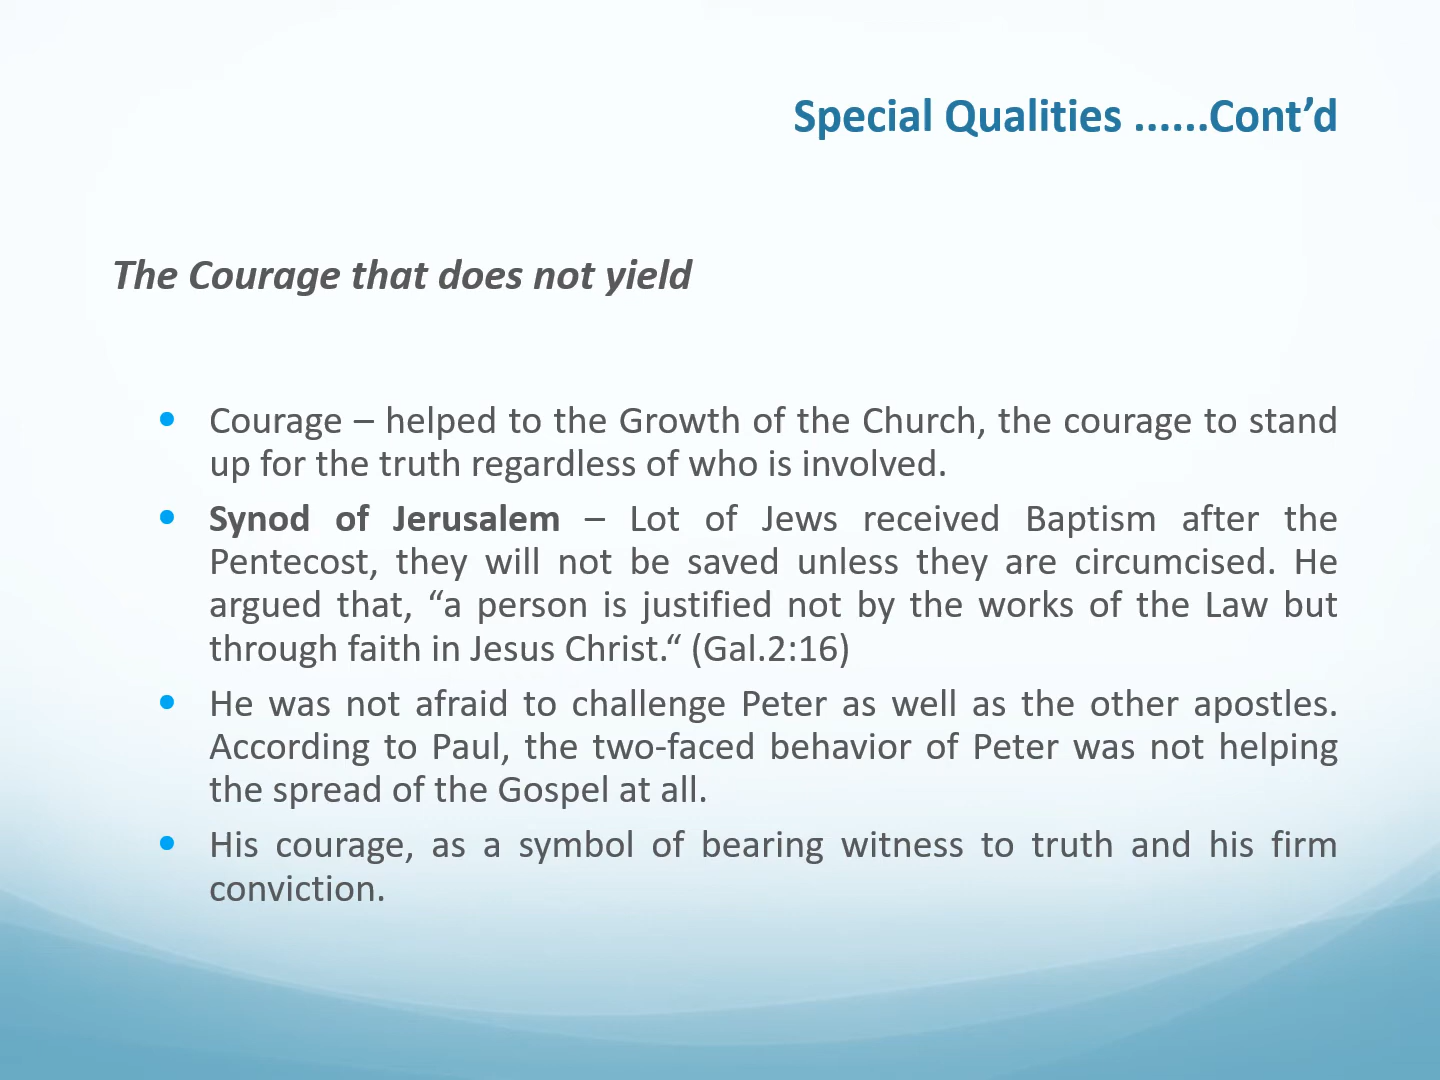 Special Qualities ......Cont’d
The Courage that does not yield
• Courage – helped to the Growth of the Church, the courage to stand
up for the truth regardless of who is involved.
• Synod of Jerusalem – Lot of Jews received Baptism after the
Pentecost, they will not be saved unless they are circumcised. He
argued that, “a person is justified not by the works of the Law but
through faith in Jesus Christ.“ (Gal.2:16)
• He was not afraid to challenge Peter as well as the other apostles.
According to Paul, the two-faced behavior of Peter was not helping
the spread of the Gospel at all.
• His courage, as a symbol of bearing witness to truth and his firm
conviction.